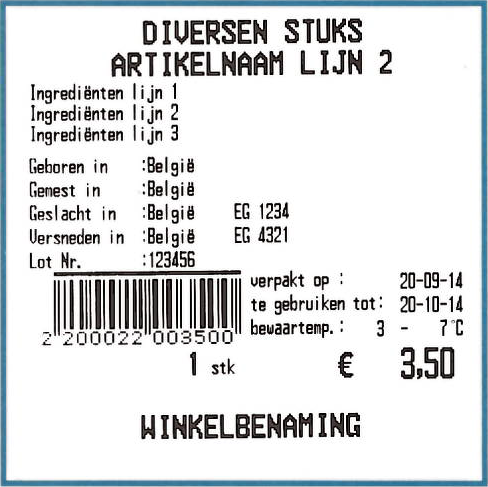 DIVERSEN STUKS
ARTIKELNAAM LIJN 2
Ingrediënten lijn 1
Ingrediënten lijn 2
Ingrediënten lijn 3
Geboren in :België
Gemest in :België
Geslacht in :België EG 1234
Versneden in :België EG 4321
Lot Nr. :123456
verpakt op : 20-09-14
te gebruiken tot: 20-10-14
bewaartemp.: 3 - 7°C
2 200022 003500
1 stk € 3,50
WINKELBENAMING